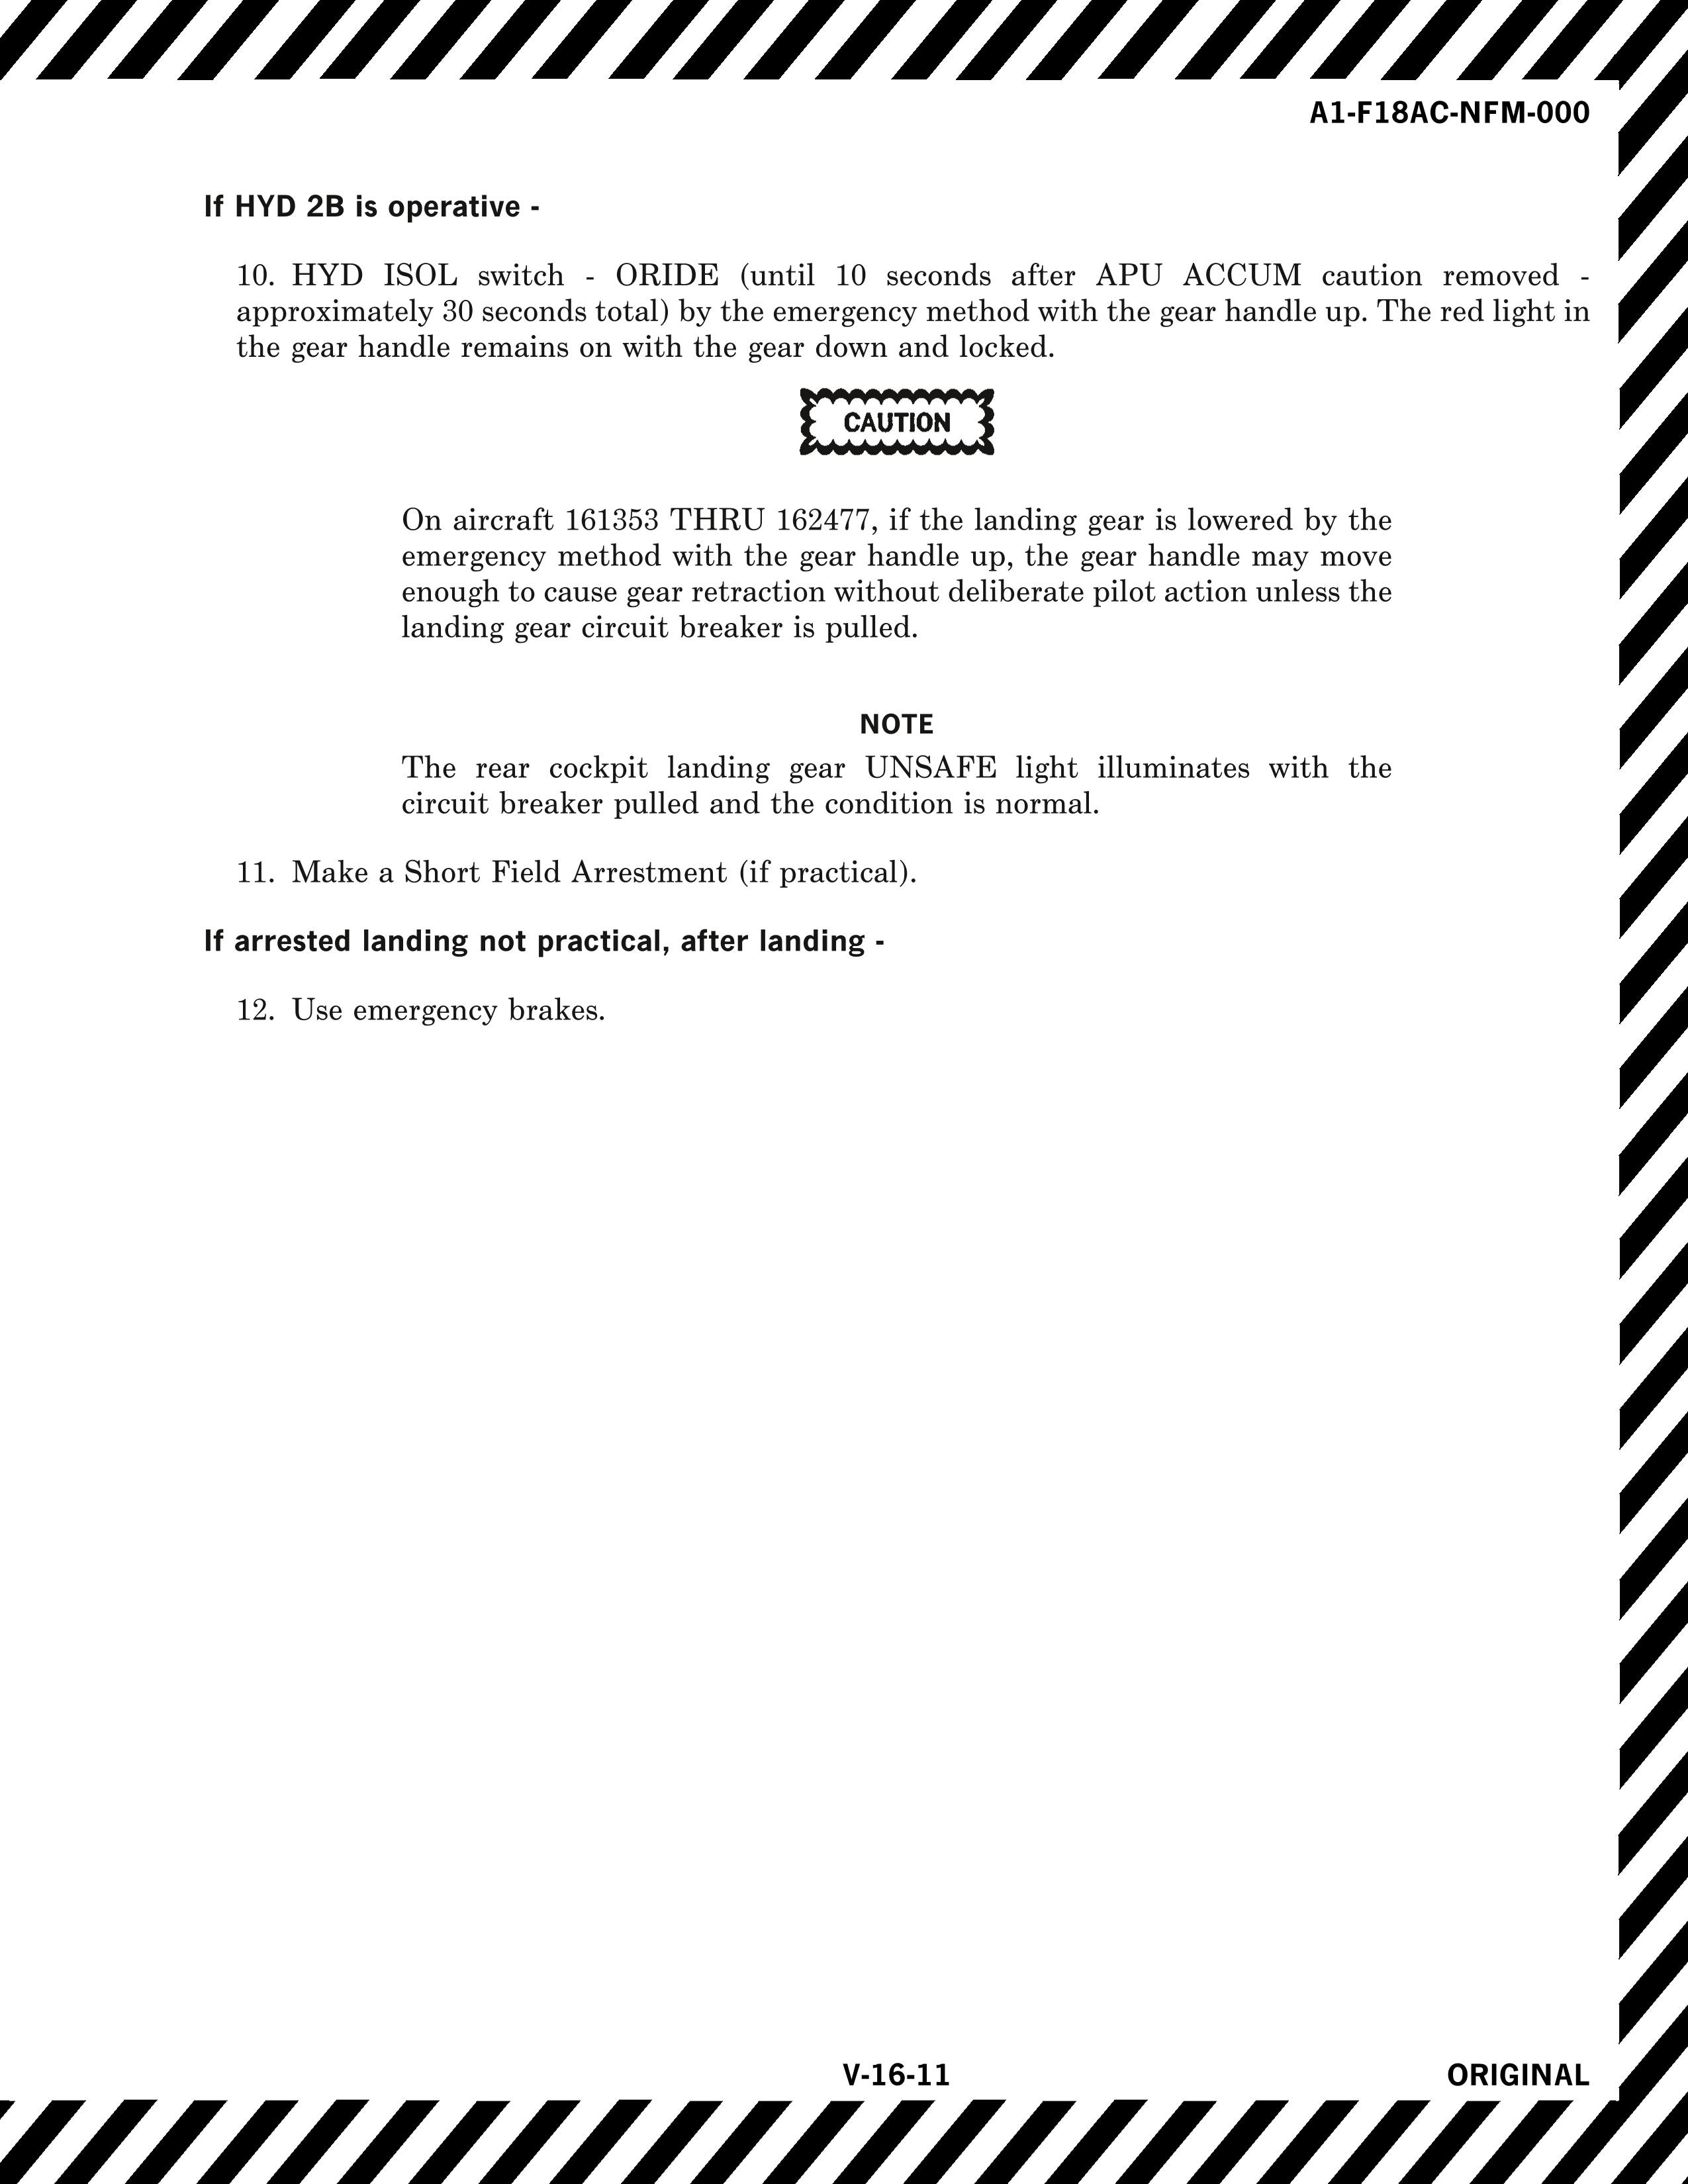 A1-F18AC-NFM-000
If HYD 2B is operative -
10. HYD ISOL switch - ORIDE (until 10 seconds after APU ACCUM caution removed -
approximately 30 seconds total) by the emergency method with the gear handle up. The red light in
the gear handle remains on with the gear down and locked.
CAUTION
On aircraft 161353 THRU 162477, if the landing gear is lowered by the
emergency method with the gear handle up, the gear handle may move
enough to cause gear retraction without deliberate pilot action unless the
landing gear circuit breaker is pulled.
NOTE
The rear cockpit landing gear UNSAFE light illuminates with the
circuit breaker pulled and the condition is normal.
11. Make a Short Field Arrestment (if practical).
If arrested landing not practical, after landing -
12. Use emergency brakes.
V-16-11
ORIGINAL